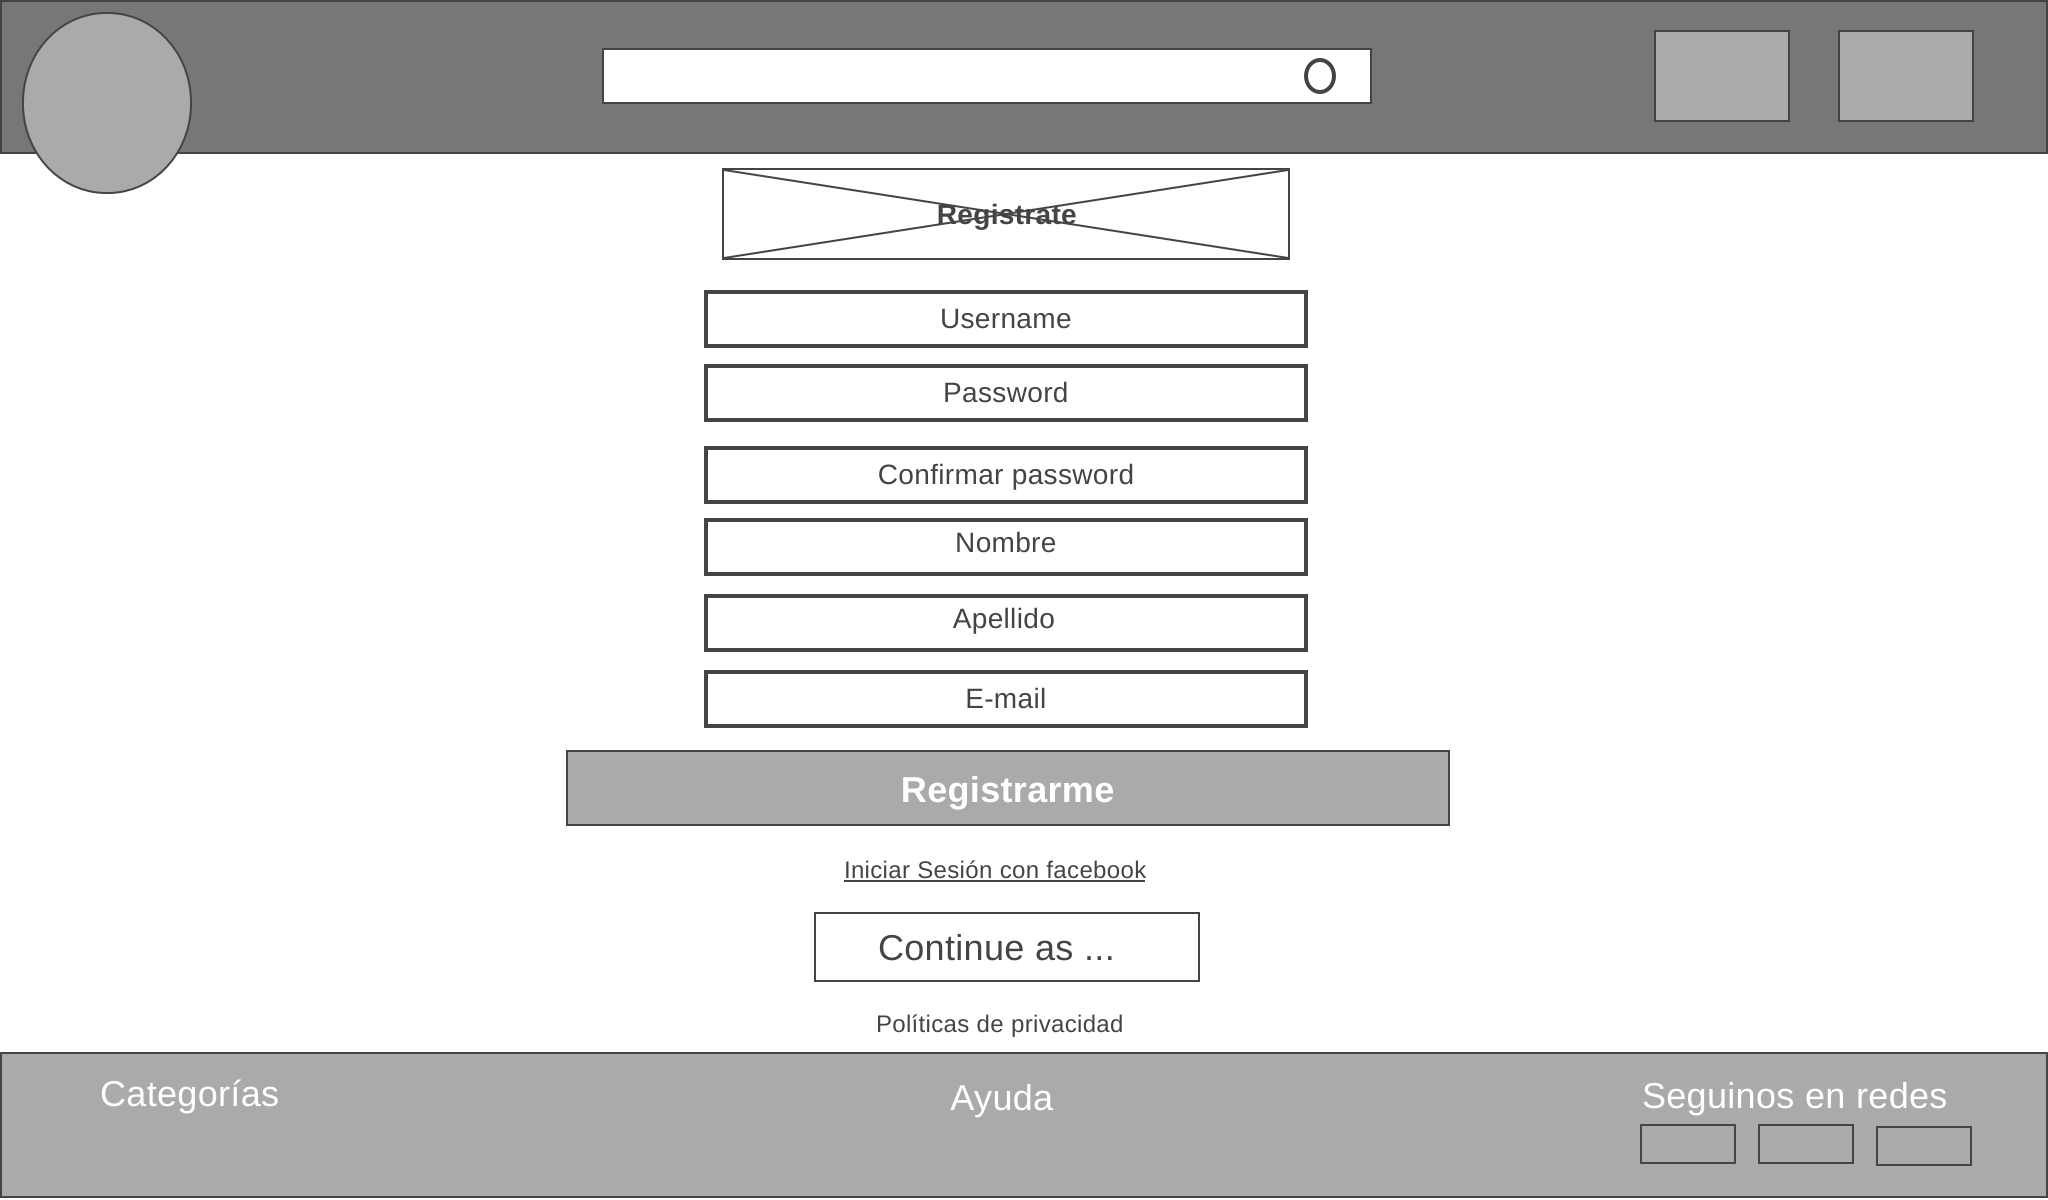 Registrate
Username
Password
Confirmar password
Nombre
Apellido
E-mail
Registrarme
Iniciar Sesión con facebook
Continue as ...
Políticas de privacidad
Categorías
Ayuda
Seguinos en redes